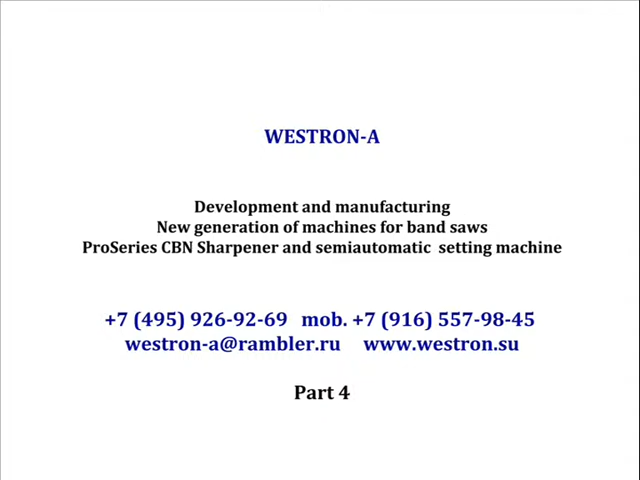 WESTRON-A
Development and manufacturing
New generation of machines for band saws
ProSeries CBN Sharpener and semiautomatic setting machine
+7 (495) 926-92-69 mob. +7 (916) 557-98-45
westron-a@rambler.ru www.westron.su
Part 4